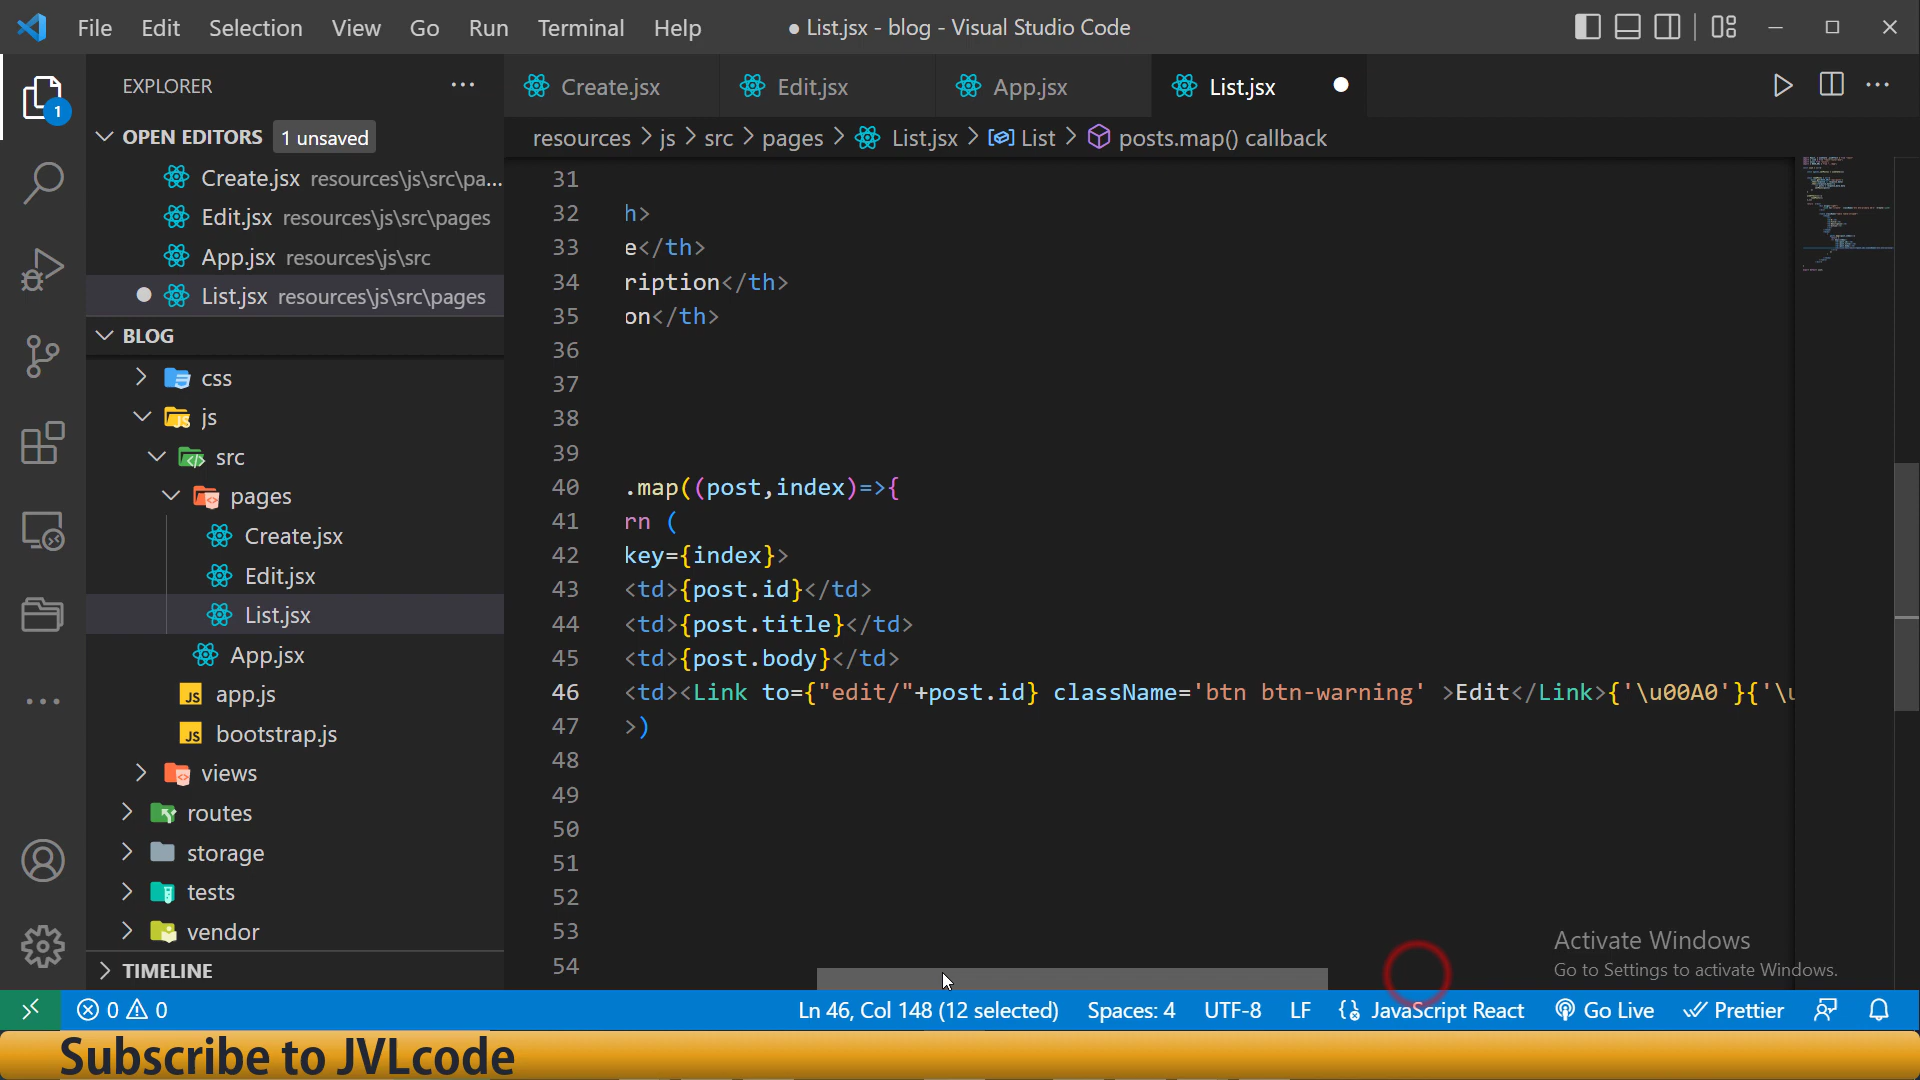 File Edit Selection View Go Run Terminal Help
● List.jsx - blog - Visual Studio Code
EXPLORER
OPEN EDITORS 1 unsaved
Create.jsx resources\js\src\pa...
Edit.jsx resources\js\src\pages
App.jsx resources\js\src
List.jsx resources\js\src\pages
BLOG
css
js
src
pages
Create.jsx
Edit.jsx
List.jsx
App.jsx
app.js
bootstrap.js
views
routes
storage
tests
vendor
TIMELINE
1
Create.jsx Edit.jsx App.jsx List.jsx
resources > js > src > pages > List.jsx > List > posts.map() callback
31
32 h>
33 e</th>
34 ription</th>
35 on</th>
36
37
38
39
40 .map((post,index)=>{
41 rn (
42 key={index}>
43 <td>{post.id}</td>
44 <td>{post.title}</td>
45 <td>{post.body}</td>
46 <td><Link to={"edit/"+post.id} className='btn btn-warning' >Edit</Link>{'\u00A0'}{'\u
47 >)
48
49
50
51
52
53
54
Activate Windows
Go to Settings to activate Windows.
0 0 Ln 46, Col 148 (12 selected) Spaces: 4 UTF-8 LF JavaScript React Go Live Prettier
Subscribe to JVLcode